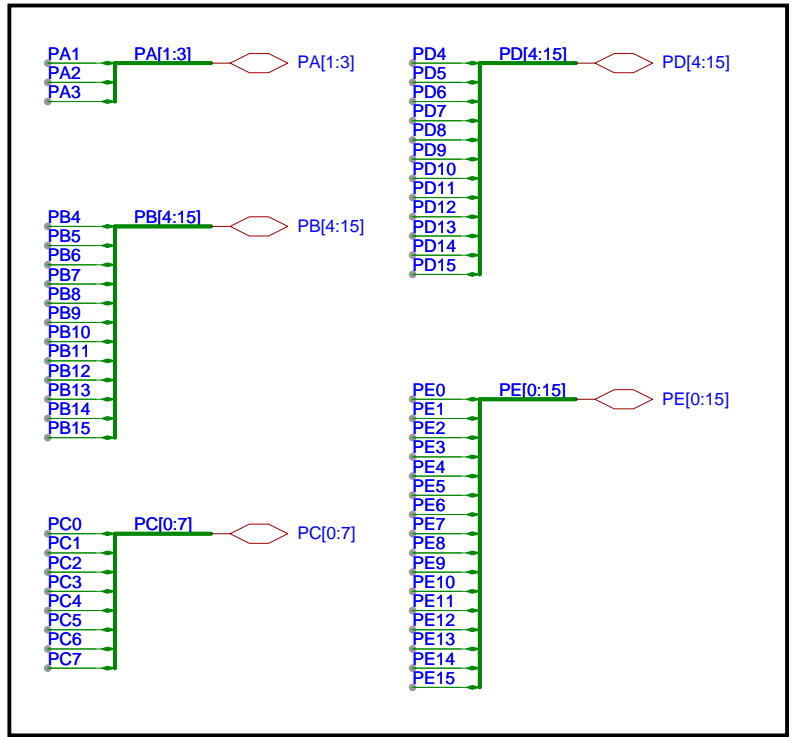 PA1 PA[1:3] PA[1:3]
PA2
PA3
PB4 PB[4:15] PB[4:15]
PB5
PB6
PB7
PB8
PB9
PB10
PB11
PB12
PB13
PB14
PB15
PC0 PC[0:7] PC[0:7]
PC1
PC2
PC3
PC4
PC5
PC6
PC7
PD4 PD[4:15] PD[4:15]
PD5
PD6
PD7
PD8
PD9
PD10
PD11
PD12
PD13
PD14
PD15
PE0 PE[0:15] PE[0:15]
PE1
PE2
PE3
PE4
PE5
PE6
PE7
PE8
PE9
PE10
PE11
PE12
PE13
PE14
PE15